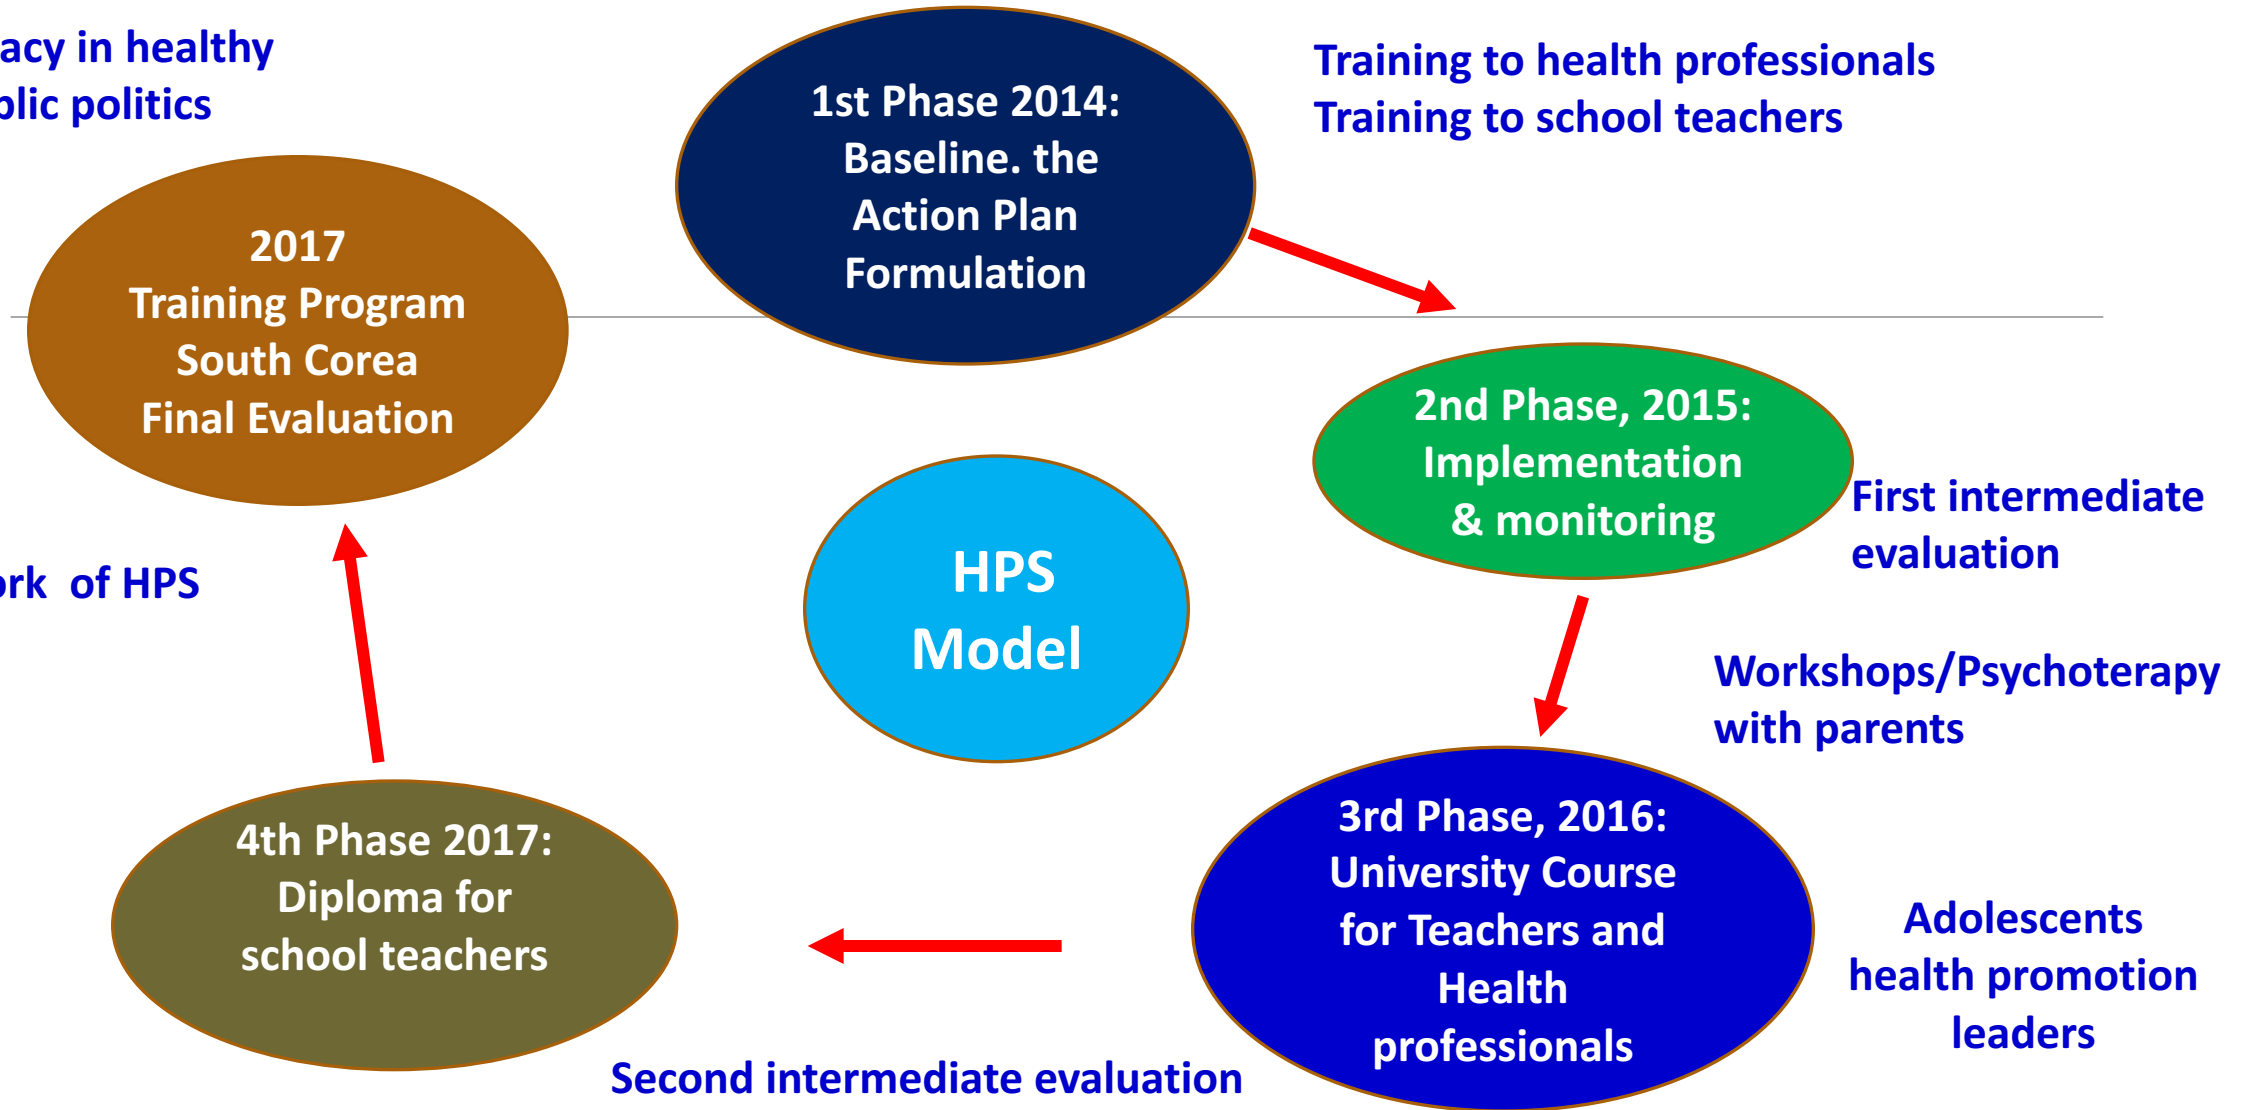 acy in healthy
blic politics
1st Phase 2014:
Baseline. the
Action Plan
Formulation
Training to health professionals
Training to school teachers
2017
Training Program
South Corea
Final Evaluation
2nd Phase, 2015:
Implementation
& monitoring
First intermediate
evaluation
HPS
Model
ork of HPS
Workshops/Psychoterapy
with parents
3rd Phase, 2016:
University Course
for Teachers and
Health
professionals
4th Phase 2017:
Diploma for
school teachers
Adolescents
health promotion
leaders
Second intermediate evaluation